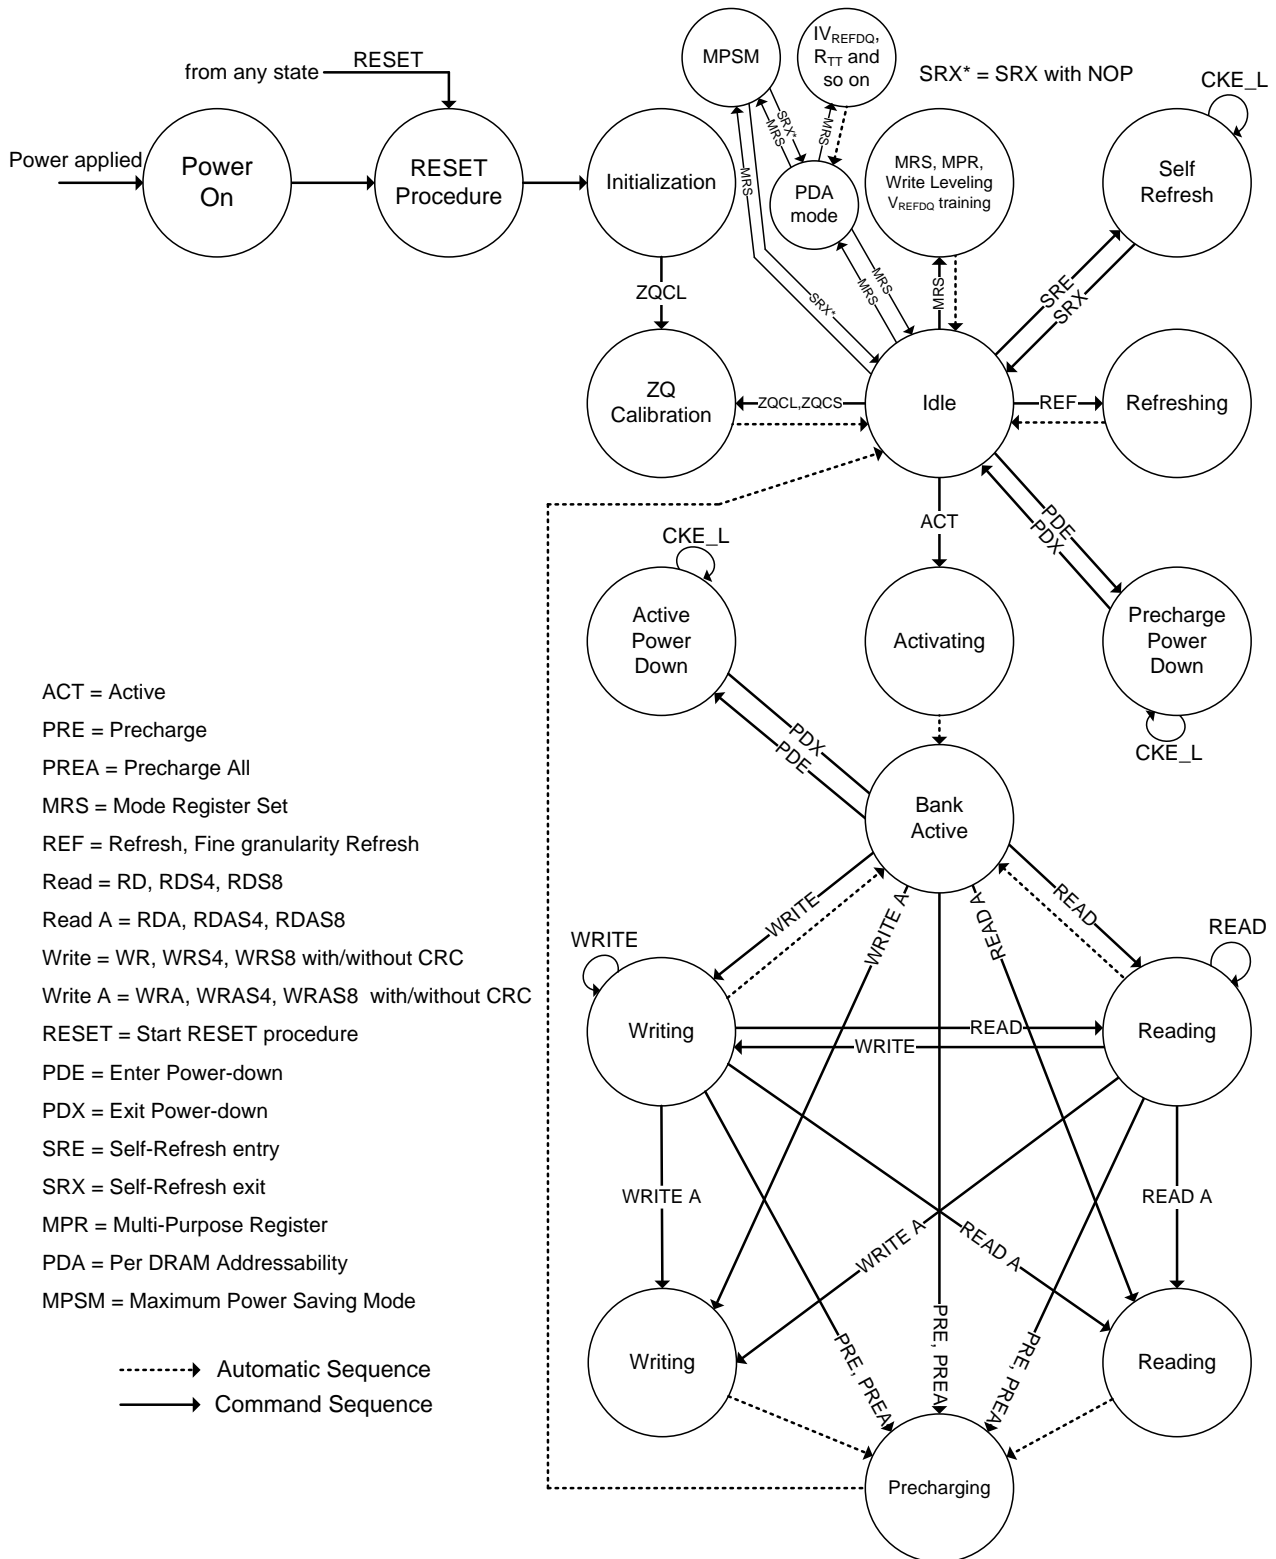 from any state
RESET
MPSM
IVREFDQ,
RTT and
so on
SRX* = SRX with NOP
CKE_L
Power applied
Power
On
RESET
Procedure
Initialization
SRX*
MRS
MRS
PDA
mode
MRS, MPR,
Write Leveling
VREFDQ training
Self
Refresh
MRS
SRX*
MRS
MRS
MRS
SRE
SRX
ZQCL
ZQ
Calibration
ZQCL,ZQCS
Idle
REF
Refreshing
ACT
PDE
PDX
CKE_L
Active
Power
Down
Activating
Precharge
Power
Down
CKE_L
PDX
PDE
Bank
Active
WRITE
WRITE A
READ A
READ
WRITE
READ
Writing
READ
WRITE
Reading
WRITE A
READ A
WRITE A
READ A
PRE, PREA
PRE, PREA
PRE, PREA
Writing
Reading
Precharging
ACT = Active
PRE = Precharge
PREA = Precharge All
MRS = Mode Register Set
REF = Refresh, Fine granularity Refresh
Read = RD, RDS4, RDS8
Read A = RDA, RDAS4, RDAS8
Write = WR, WRS4, WRS8 with/without CRC
Write A = WRA, WRAS4, WRAS8 with/without CRC
RESET = Start RESET procedure
PDE = Enter Power-down
PDX = Exit Power-down
SRE = Self-Refresh entry
SRX = Self-Refresh exit
MPR = Multi-Purpose Register
PDA = Per DRAM Addressability
MPSM = Maximum Power Saving Mode
Automatic Sequence
Command Sequence